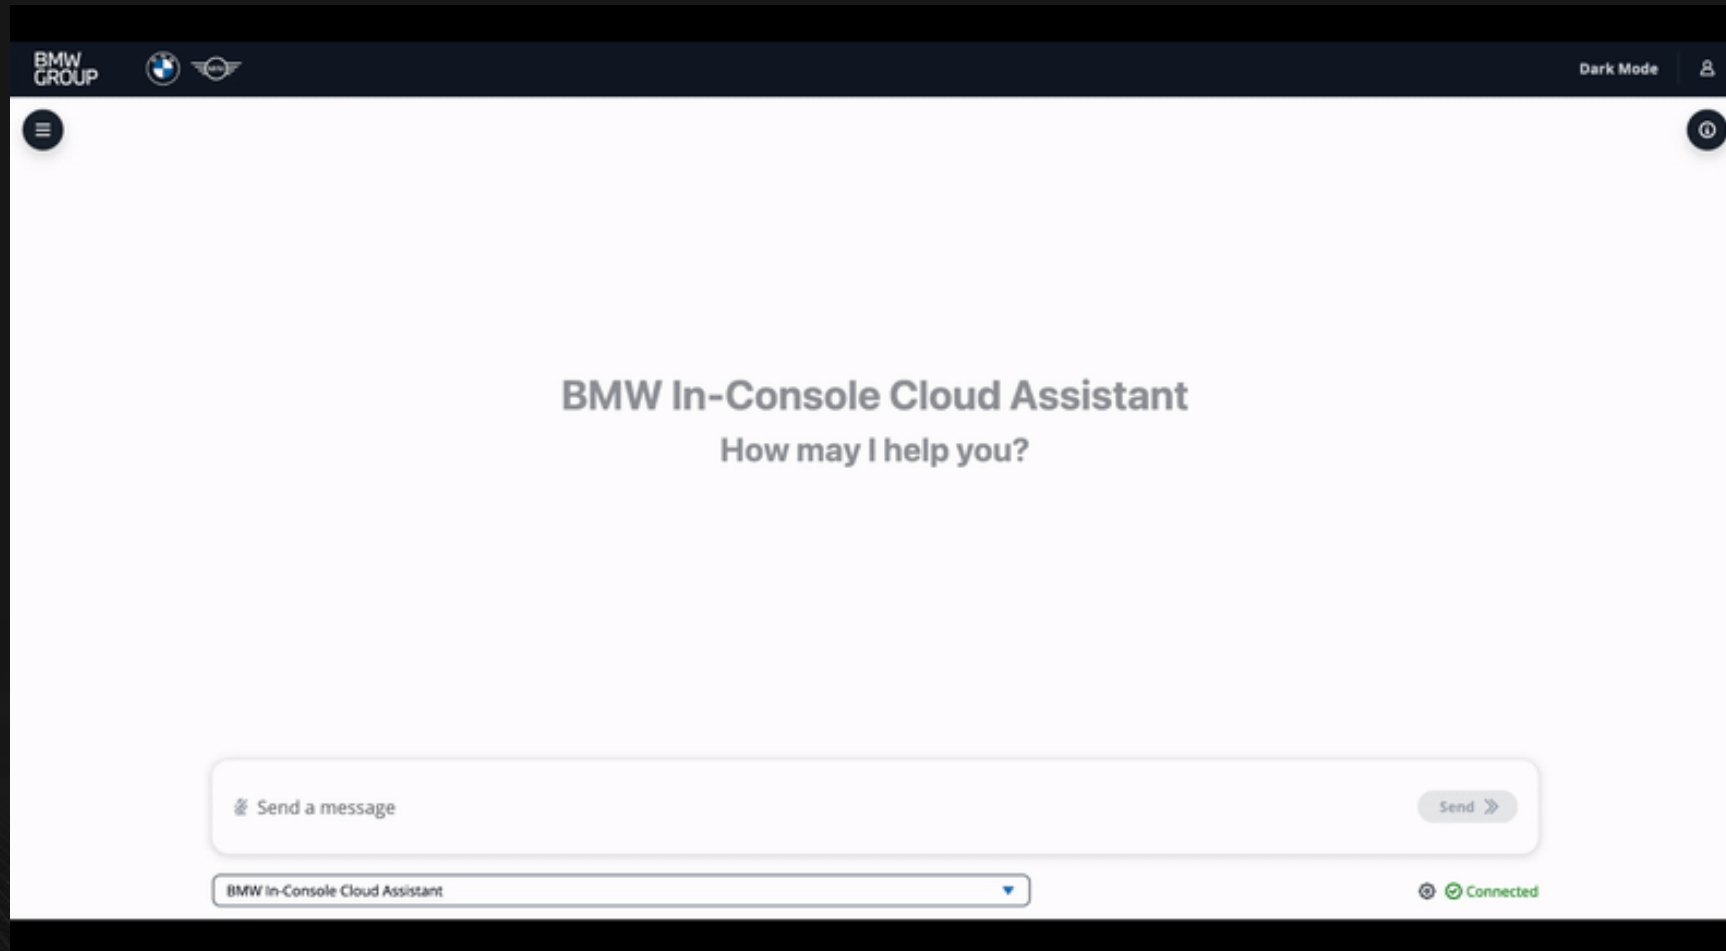 BMW
GROUP
Dark Mode
BMW In-Console Cloud Assistant
How may I help you?
Send a message
Send
BMW In-Console Cloud Assistant
Connected